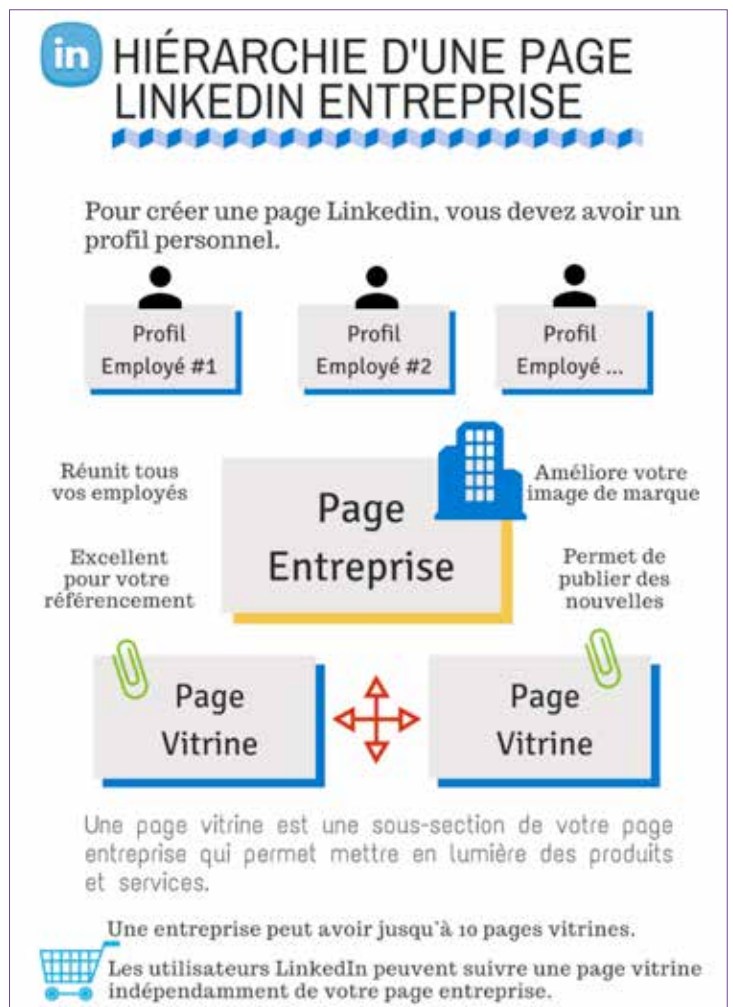 in
HIÉRARCHIE D'UNE PAGE
LINKEDIN ENTREPRISE
Pour créer une page Linkedin, vous devez avoir un
profil personnel.
Profil
Employé #1
Profil
Employé #2
Profil
Employé ...
Réunit tous
vos employés
Excellent
pour votre
référencement
Page
Entreprise
Améliore votre
image de marque
Permet de
publier des
nouvelles
Page
Vitrine
Page
Vitrine
Une page vitrine est une sous-section de votre page
entreprise qui permet mettre en lumière des produits
et services.
Une entreprise peut avoir jusqu'à 10 pages vitrines.
Les utilisateurs LinkedIn peuvent suivre une page vitrine
indépendamment de votre page entreprise.